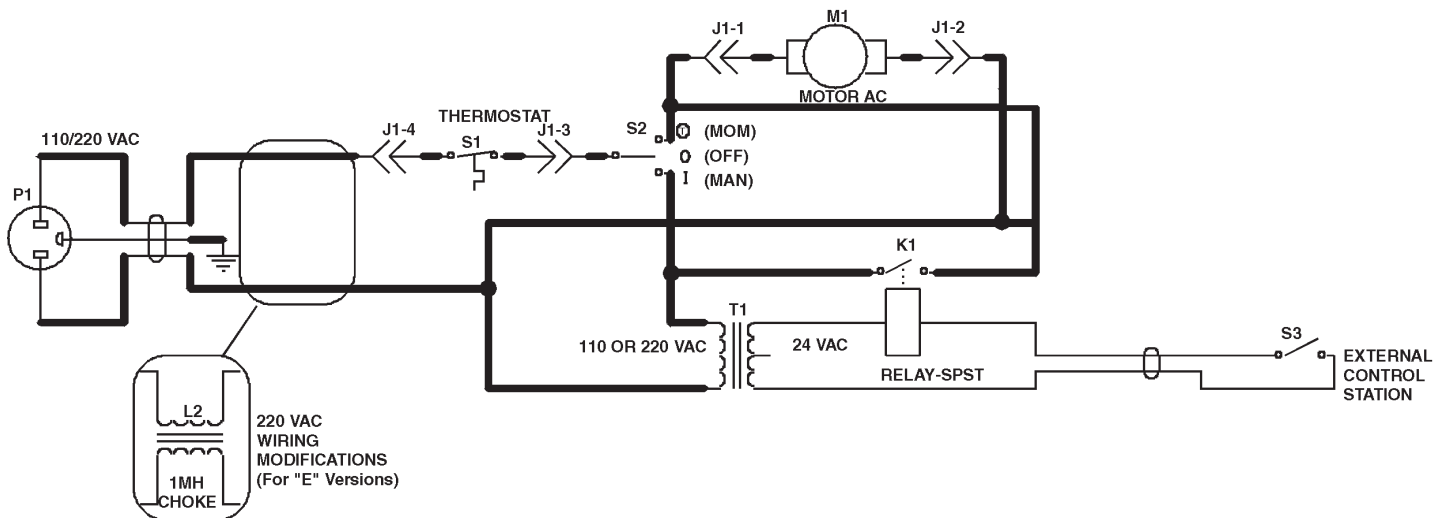 M1
J1-1
J1-2
MOTOR AC
THERMOSTAT
110/220 VAC
J1-4
S1
J1-3
S2
T (MOM)
O (OFF)
I (MAN)
P1
K1
T1
110 OR 220 VAC
24 VAC
RELAY-SPST
S3
EXTERNAL
CONTROL
STATION
L2
1MH
CHOKE
220 VAC
WIRING
MODIFICATIONS
(For "E" Versions)